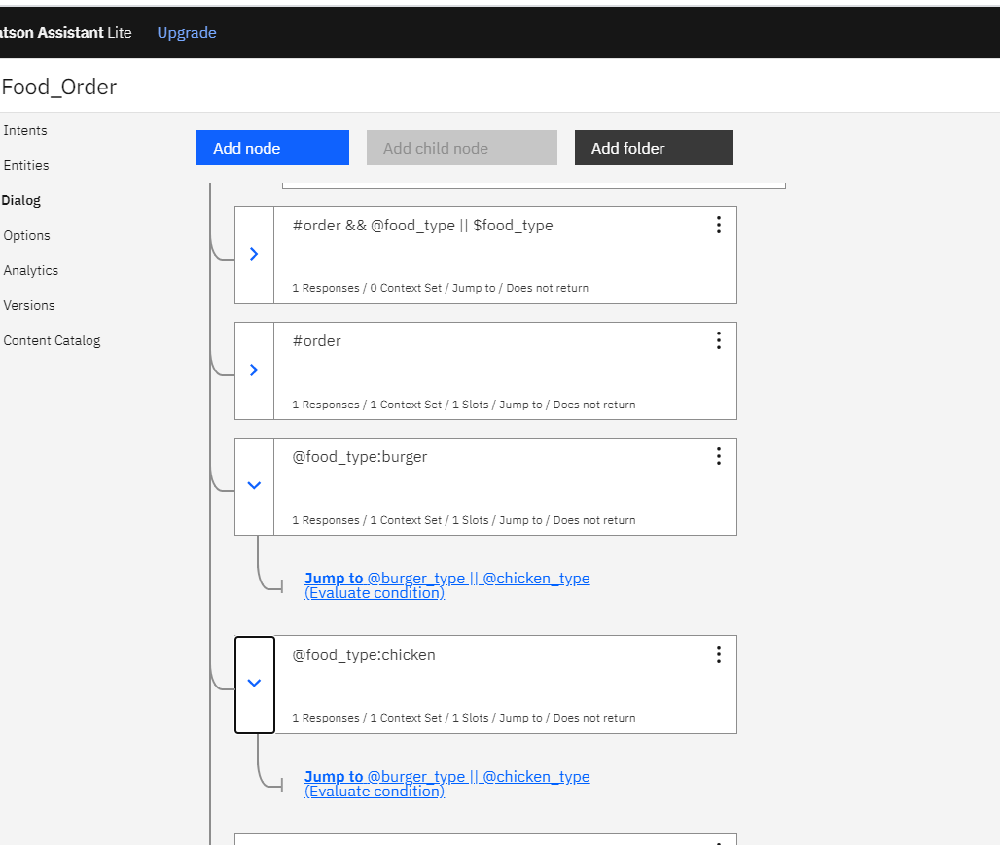 atson Assistant Lite Upgrade
Food_Order
Intents
Entities
Dialog
Options
Analytics
Versions
Content Catalog
Add node Add child node Add folder
#order && @food_type || $food_type
1 Responses / 0 Context Set / Jump to / Does not return
#order
1 Responses / 1 Context Set / 1 Slots / Jump to / Does not return
@food_type:burger
1 Responses / 1 Context Set / 1 Slots / Jump to / Does not return
Jump to @burger_type || @chicken_type
(Evaluate condition)
@food_type:chicken
1 Responses / 1 Context Set / 1 Slots / Jump to / Does not return
Jump to @burger_type || @chicken_type
(Evaluate condition)